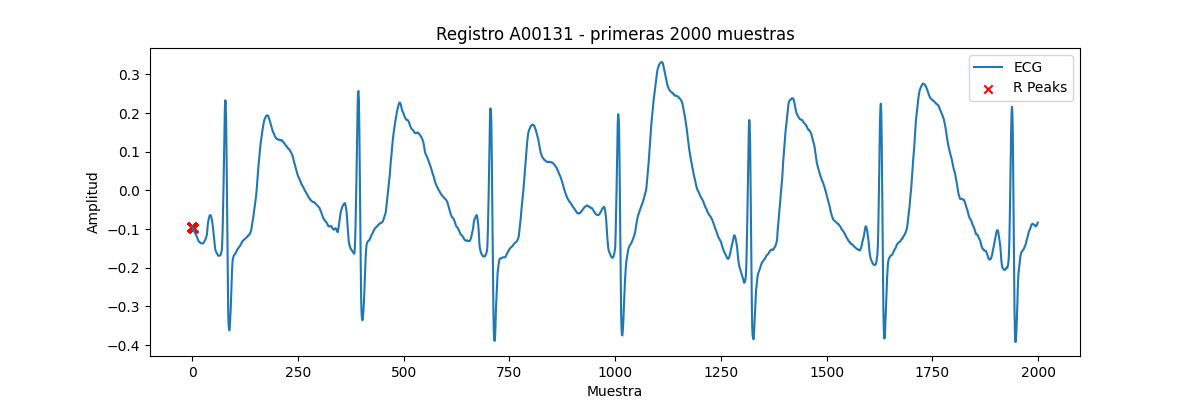 Registro A00131 - primeras 2000 muestras
ECG
R Peaks
Amplitud
0.3
0.2
0.1
0.0
−0.1
−0.2
−0.3
−0.4
0 250 500 750 1000 1250 1500 1750 2000
Muestra